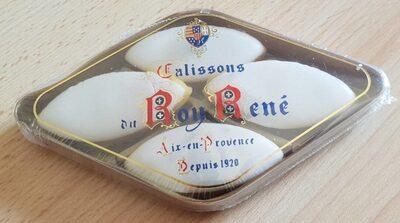 Calissons
du Roy René
Aix-en-Provence
Depuis 1920